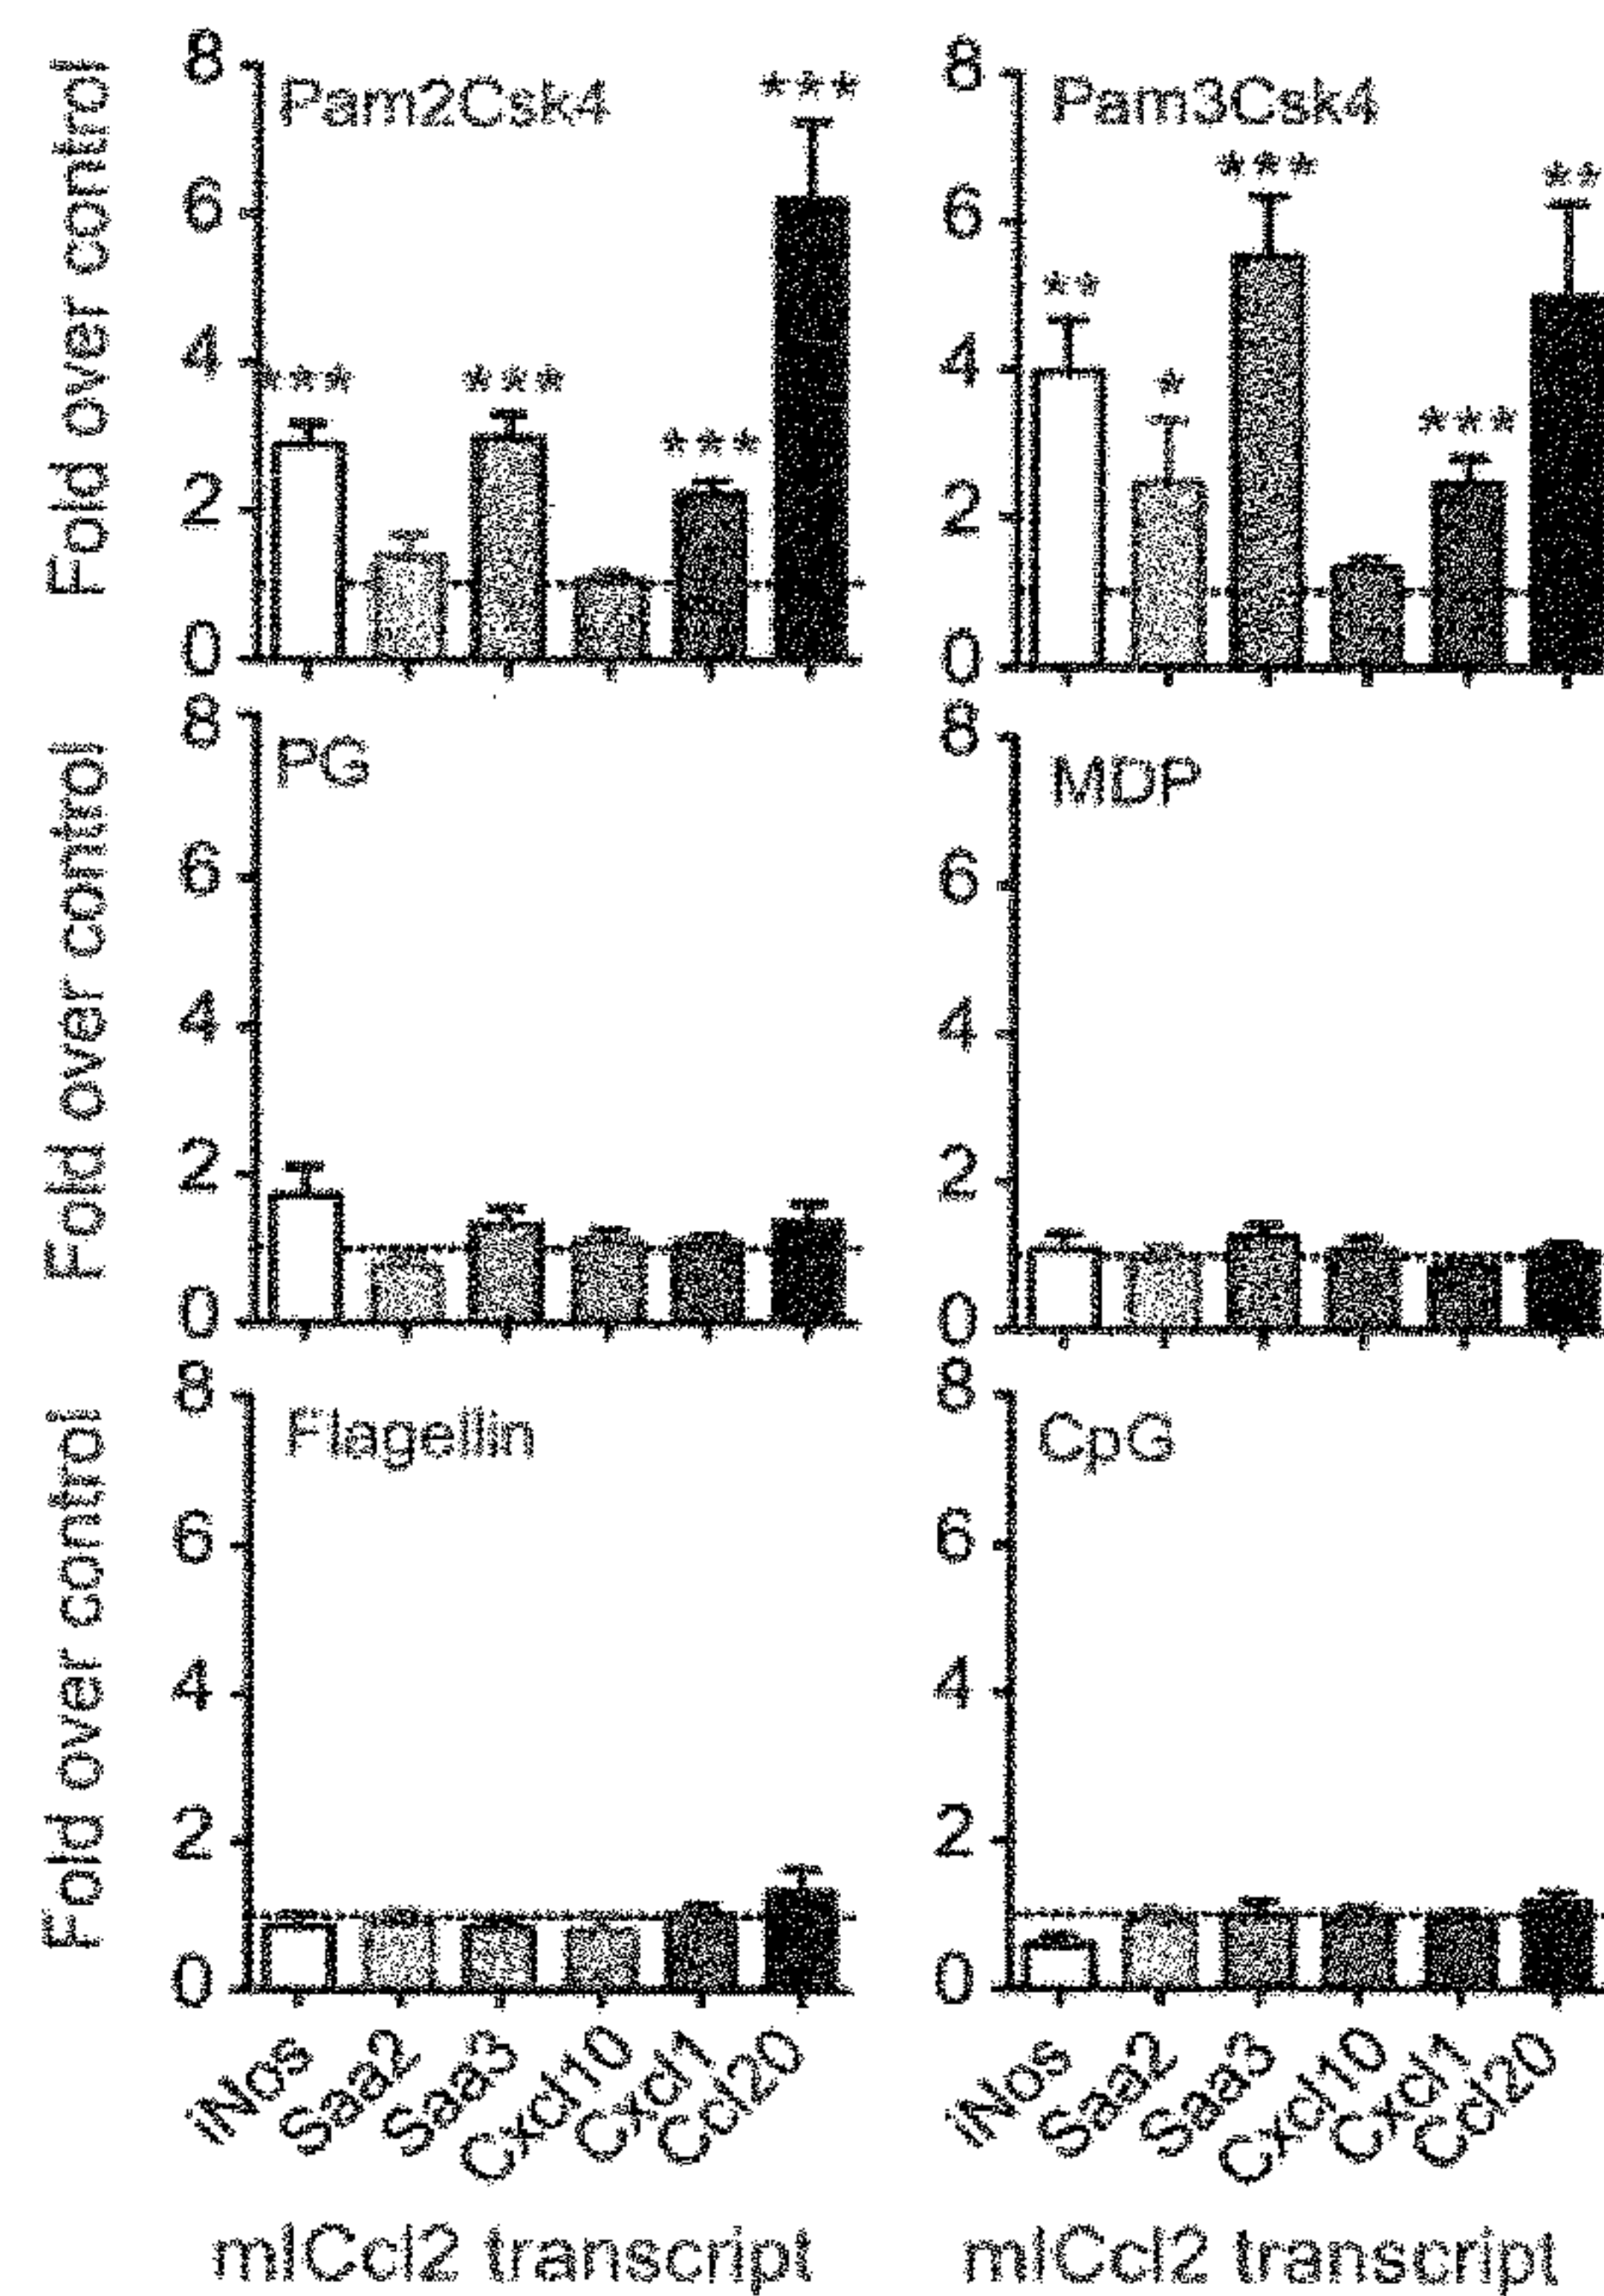 Fold over control
8
6
4
2
0
Pam2Csk4
***
***
***
***
8
6
4
2
0
Pam3Csk4
**
*
***
***
**
Fold over control
8
6
4
2
0
PG
8
6
4
2
0
MDP
Fold over control
8
6
4
2
0
Flagellin
8
6
4
2
0
CpG
iNos
Saa2
Saa3
Cxcl10
Cxcl1
Ccl20
iNos
Saa2
Saa3
Cxcl10
Cxcl1
Ccl20
mICcl2 transcript
mICcl2 transcript